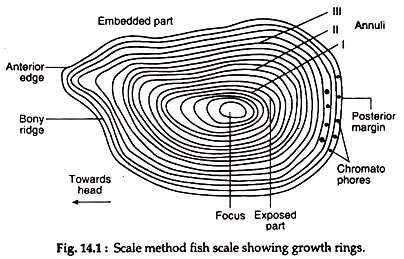 Embedded part
III
II
Annuli
I
Anterior
edge
Bony
ridge
Posterior
margin
Chromato
phores
Towards
head
Focus
Exposed
part
Fig. 14.1 : Scale method fish scale showing growth rings.